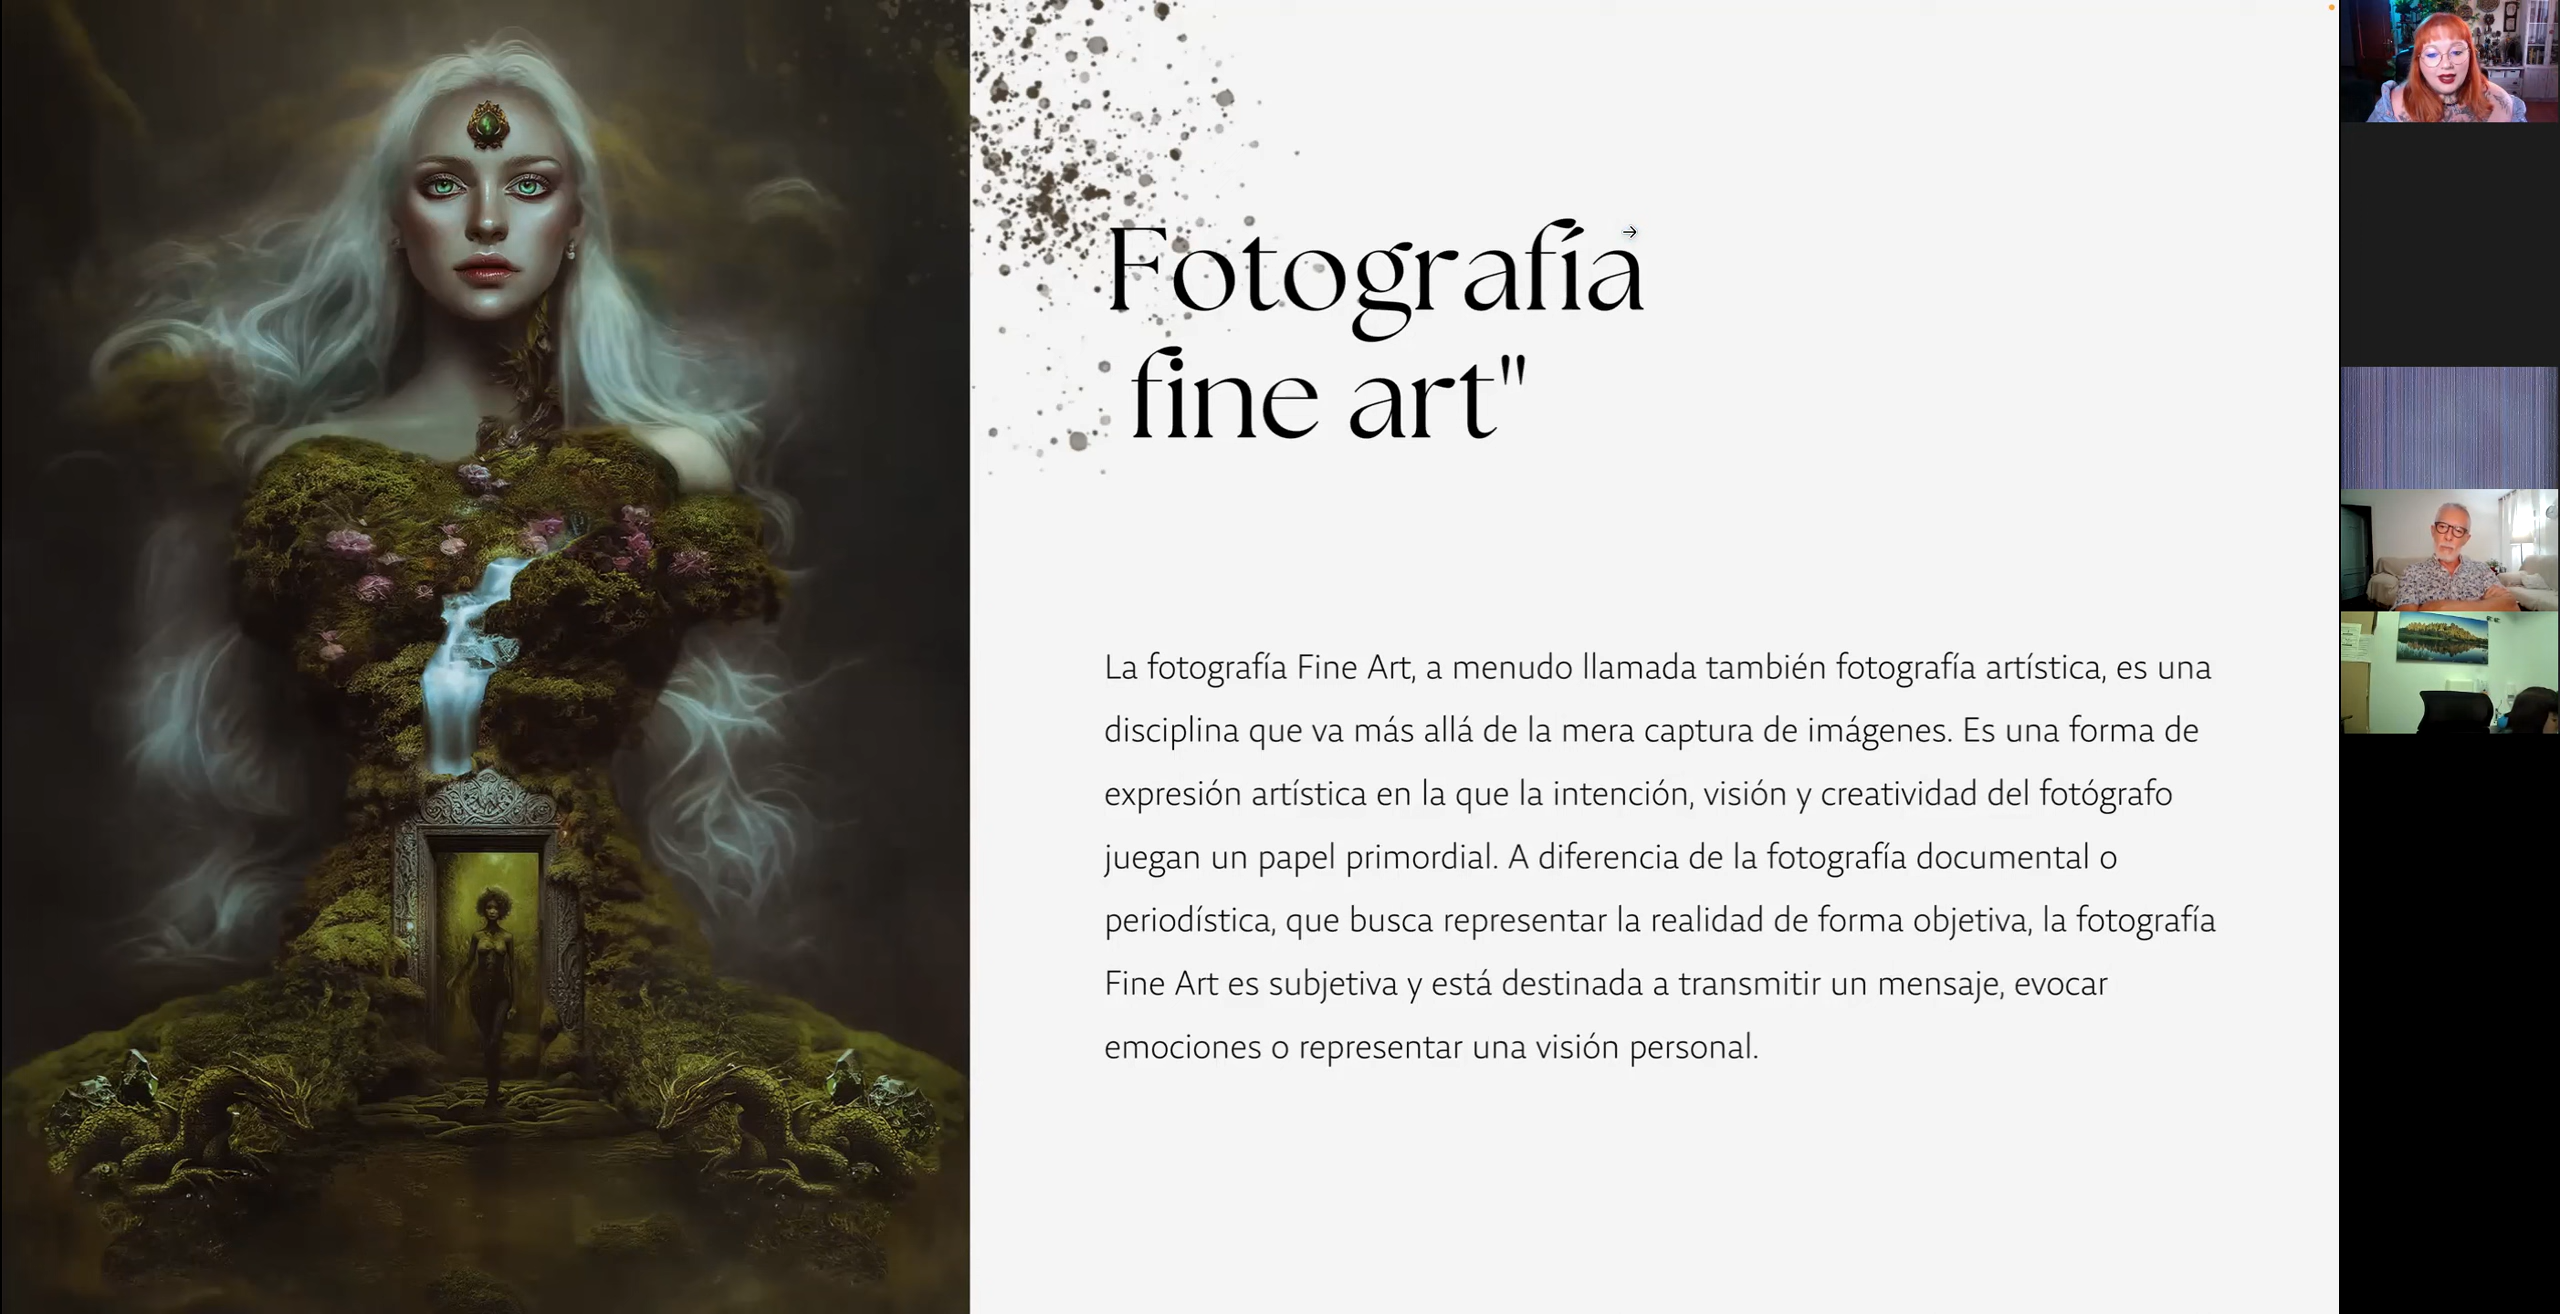 Fotografía
fine art"
La fotografía Fine Art, a menudo llamada también fotografía artística, es una
disciplina que va más allá de la mera captura de imágenes. Es una forma de
expresión artística en la que la intención, visión y creatividad del fotógrafo
juegan un papel primordial. A diferencia de la fotografía documental o
periodística, que busca representar la realidad de forma objetiva, la fotografía
Fine Art es subjetiva y está destinada a transmitir un mensaje, evocar
emociones o representar una visión personal.